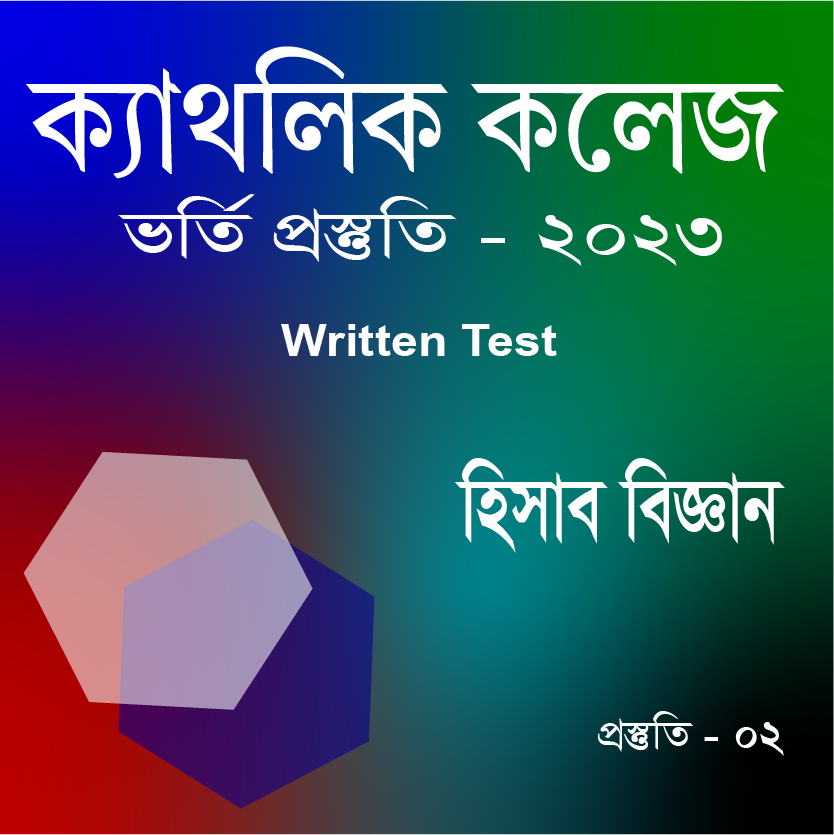 ক্যাথলিক কলেজ
ভর্তি প্রস্তুতি - ২০২৩
Written Test
হিসাব বিজ্ঞান
প্রস্তুতি - ০২